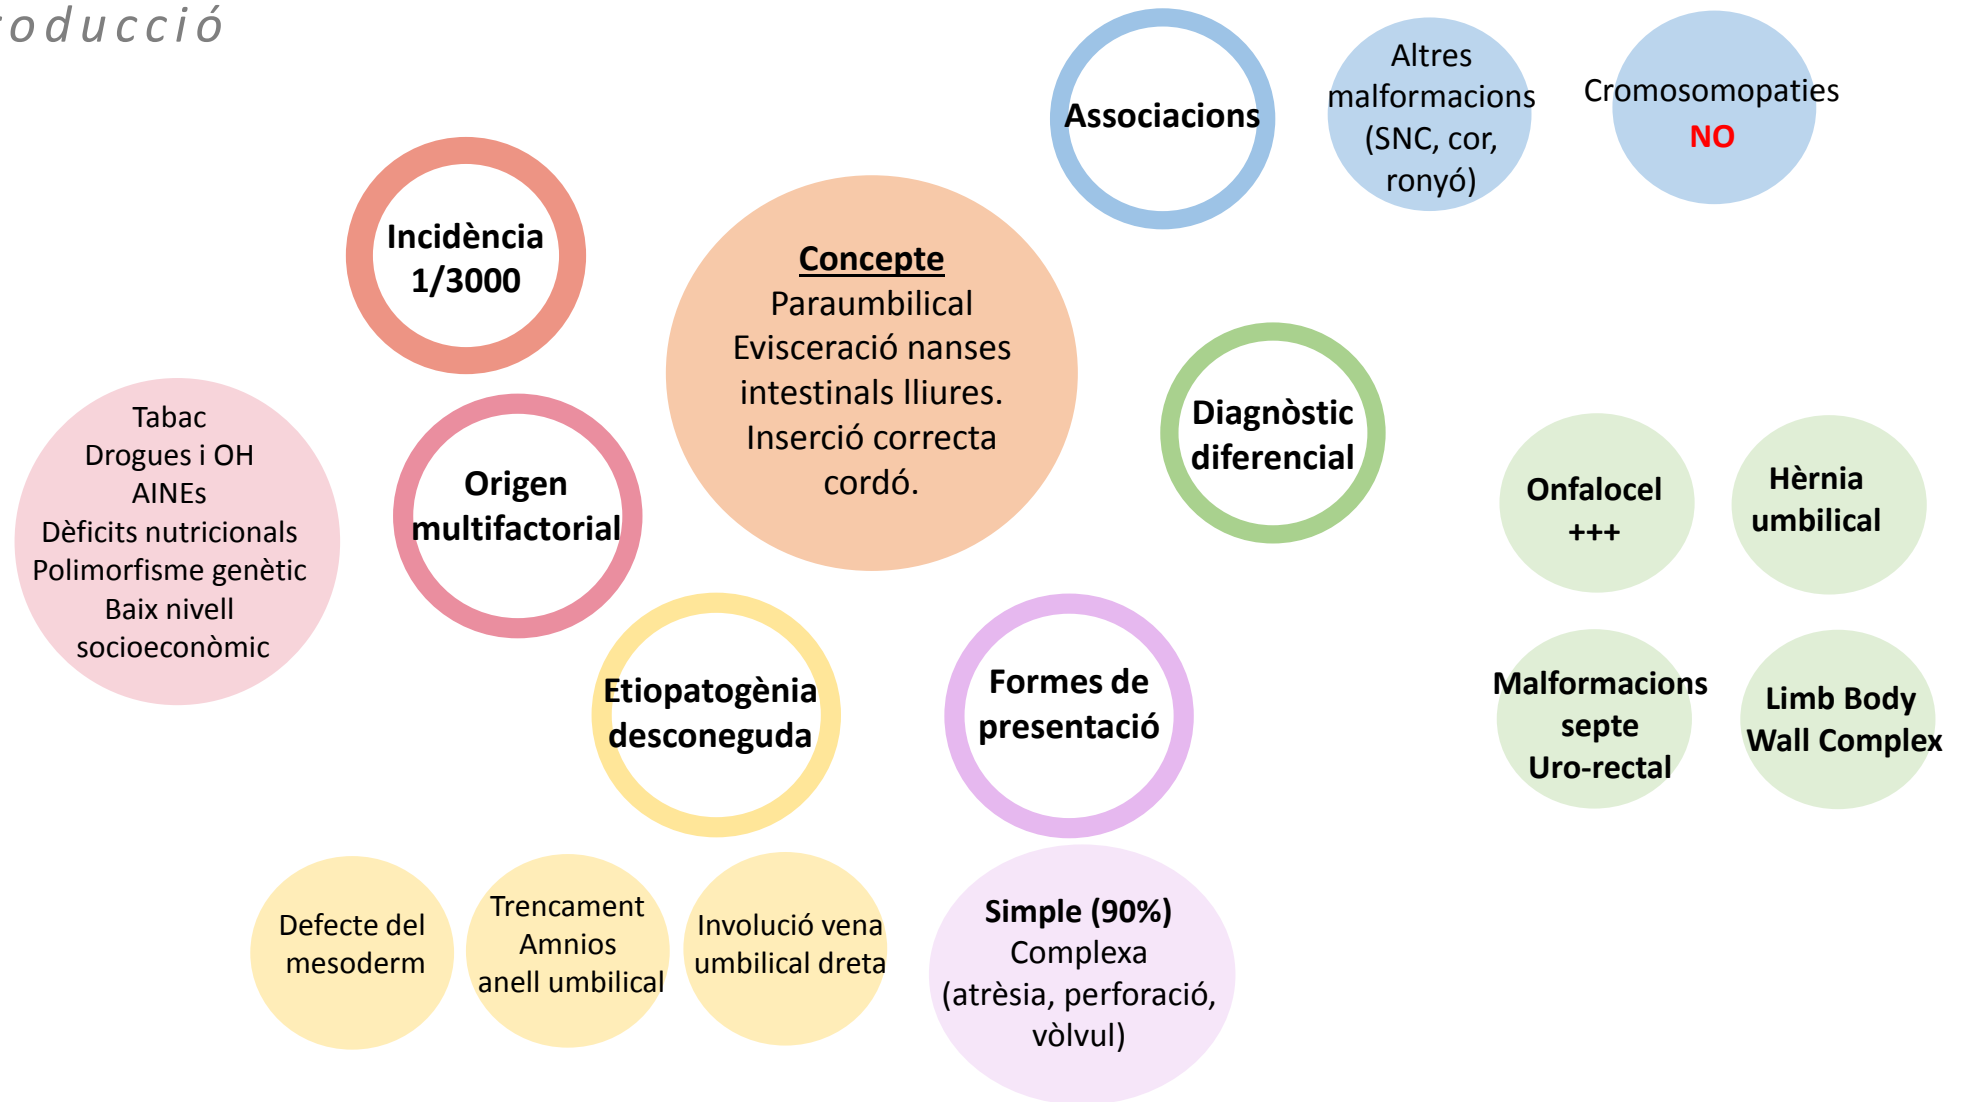 roducció
Associacions
Altres
malformacions
(SNC, cor,
ronyó)
Cromosomopaties
NO
Incidència
1/3000
Concepte
Paraumbilical
Evisceració nanses
intestinals lliures.
Inserció correcta
cordó.
Diagnòstic
diferencial
Tabac
Drogues i OH
AINEs
Dèficits nutricionals
Polimorfisme genètic
Baix nivell
socioeconòmic
Origen
multifactorial
Onfalocel
+++
Hèrnia
umbilical
Malformacions
septe
Uro-rectal
Limb Body
Wall Complex
Etiopatogènia
desconeguda
Formes de
presentació
Defecte del
mesoderm
Trencament
Amnios
anell umbilical
Involució vena
umbilical dreta
Simple (90%)
Complexa
(atrèsia, perforació,
vòlvul)